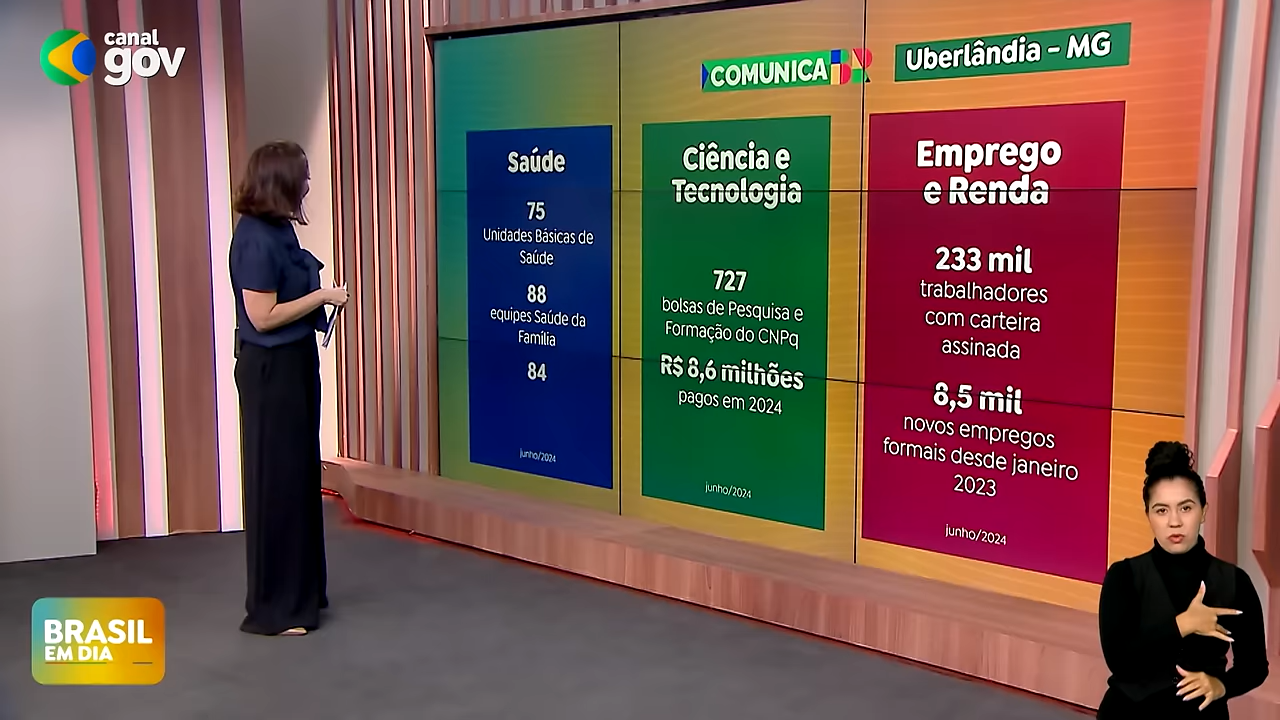 canal
gov
COMUNICABR
Uberlândia - MG
Saúde
75
Unidades Básicas de
Saúde
88
equipes Saúde da
Família
84
junho/2024
Ciência e
Tecnologia
727
bolsas de Pesquisa e
Formação do CNPq
R$ 8,6 milhões
pagos em 2024
junho/2024
Emprego
e Renda
233 mil
trabalhadores
com carteira
assinada
8,5 mil
novos empregos
formais desde janeiro
2023
junho/2024
BRASIL
EM DIA